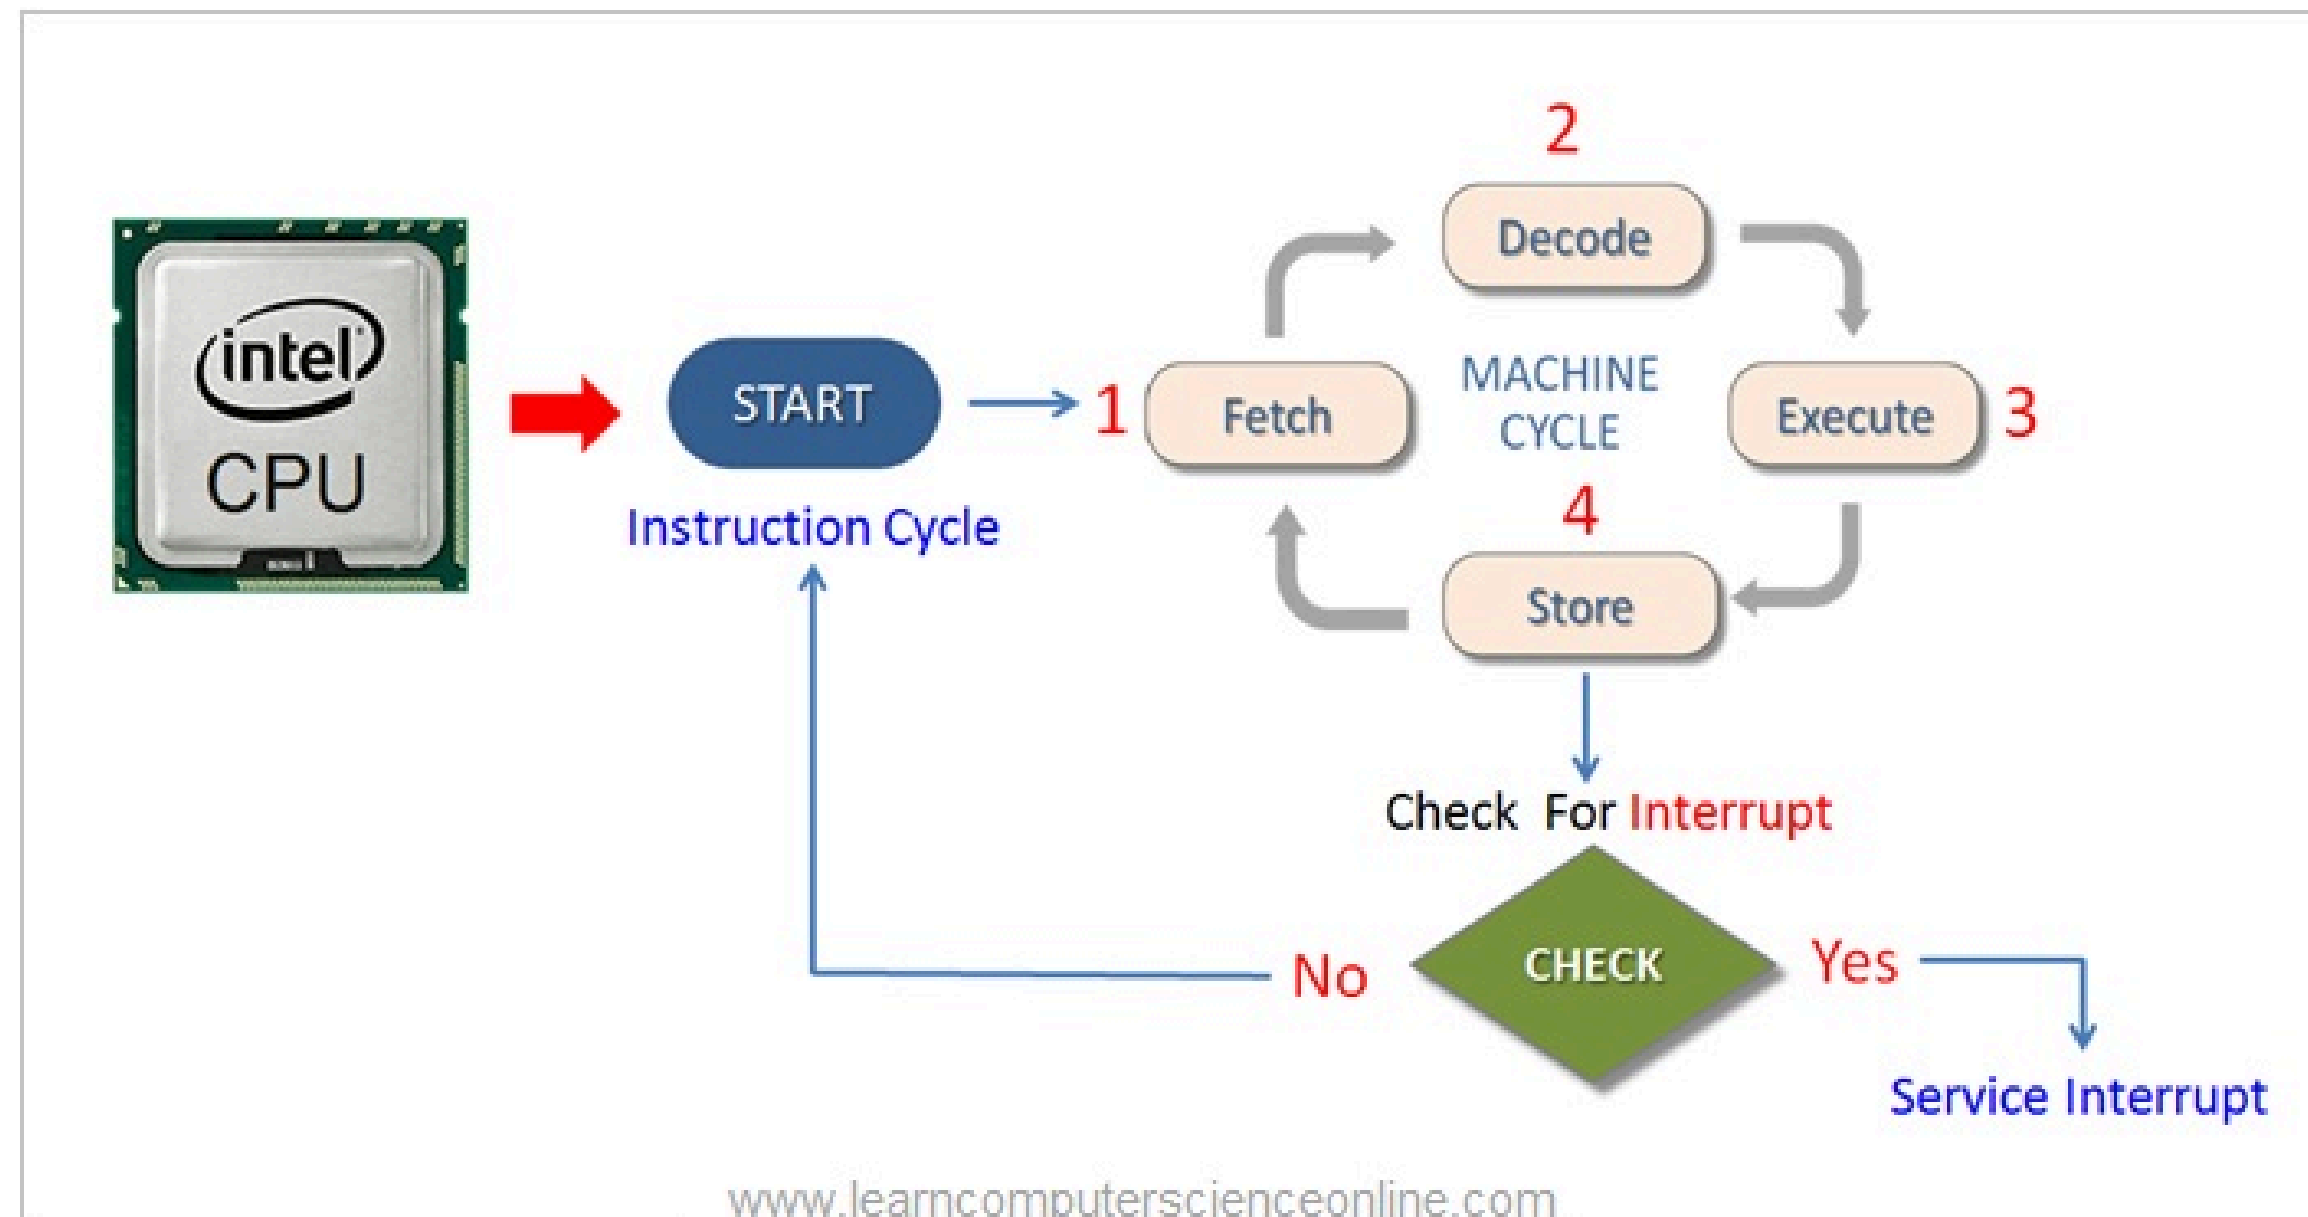 intel
CPU
START
Instruction Cycle
1
Fetch
2
Decode
MACHINE
CYCLE
Execute
3
4
Store
Check For Interrupt
CHECK
No
Yes
Service Interrupt
www.learncomputerscienceonline.com